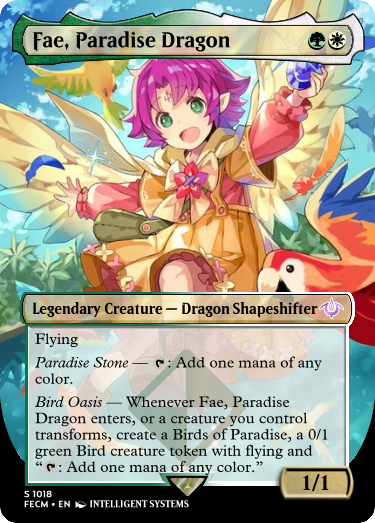 Fae, Paradise Dragon
Legendary Creature — Dragon Shapeshifter
Flying
Paradise Stone — : Add one mana of any
color.
Bird Oasis — Whenever Fae, Paradise
Dragon enters, or a creature you control
transforms, create a Birds of Paradise, a 0/1
green Bird creature token with flying and
“: Add one mana of any color.”
1/1
S 1018
FECM • EN INTELLIGENT SYSTEMS